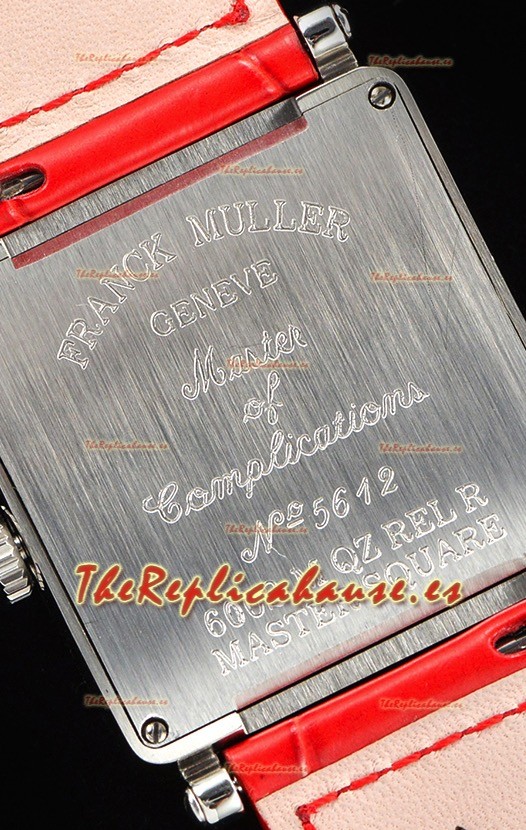 FRANCK MULLER
GENEVE
Master
of
Complications
Nº 5612
QZ REL R
MASTER SQUARE
TheReplicahause.es